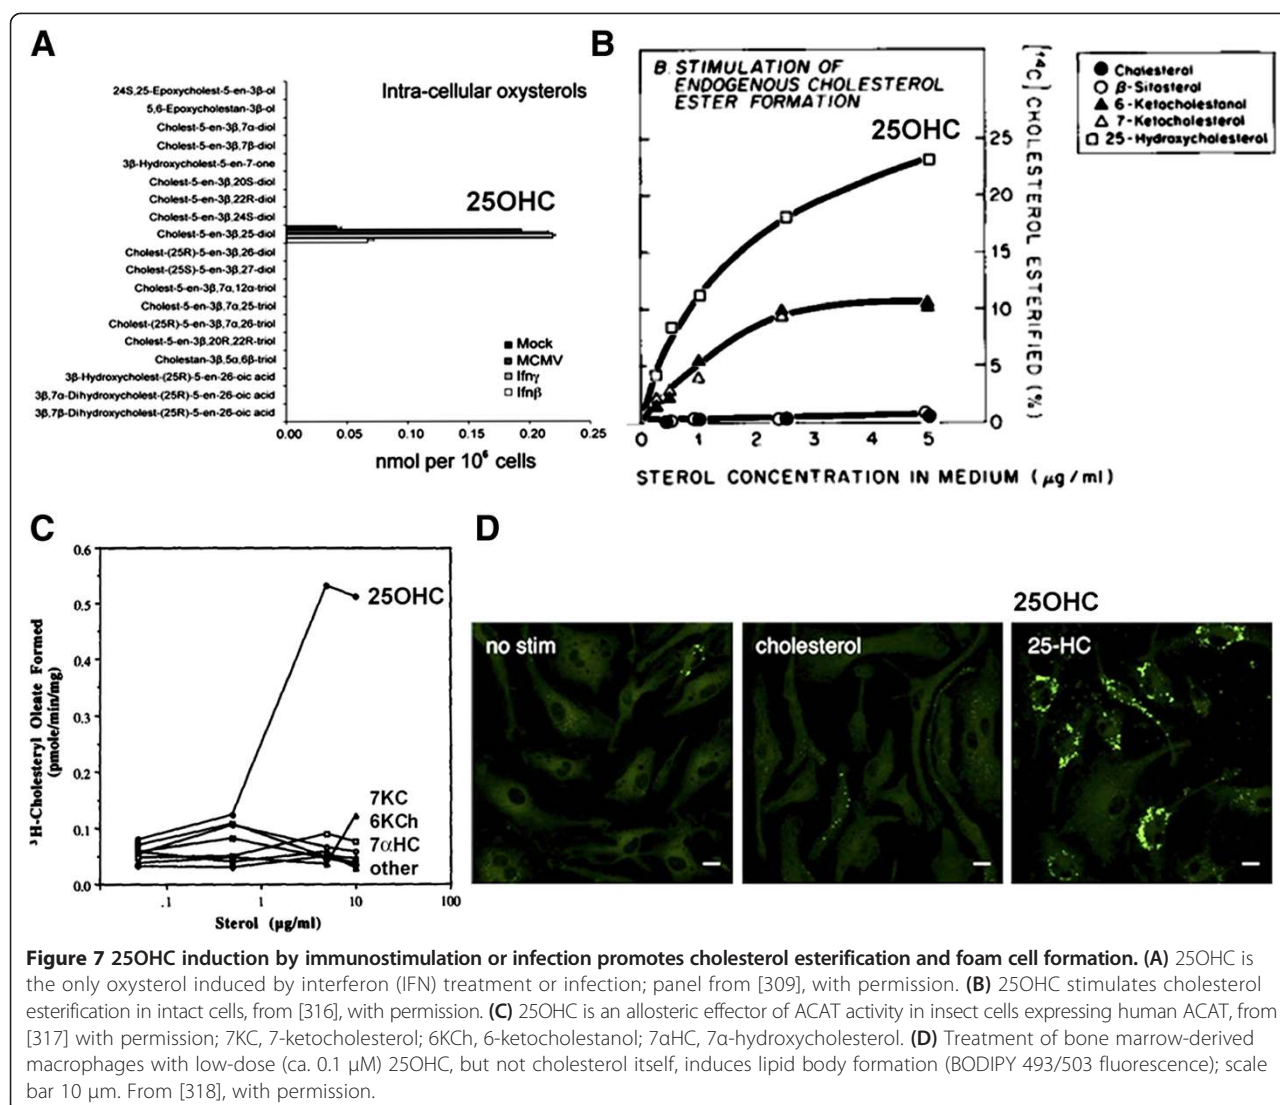 A
24S,25-Epoxycholest-5-en-3β-ol
5,6-Epoxycholestan-3β-ol
Cholest-5-en-3β,7α-diol
Cholest-5-en-3β,7β-diol
3β-Hydroxycholest-5-en-7-one
Cholest-5-en-3β,20S-diol
Cholest-5-en-3β,22R-diol
Cholest-5-en-3β,24S-diol
Cholest-5-en-3β,25-diol
Cholest-(25R)-5-en-3β,26-diol
Cholest-(25S)-5-en-3β,27-diol
Cholest-5-en-3β,7α,12α-triol
Cholest-5-en-3β,7α,25-triol
Cholest-(25R)-5-en-3β,7α,26-triol
Cholest-5-en-3β,20R,22R-triol
Cholestan-3β,5α,6β-triol
3β-Hydroxycholest-(25R)-5-en-26-oic acid
3β,7α-Dihydroxycholest-(25R)-5-en-26-oic acid
3β,7β-Dihydroxycholest-(25R)-5-en-26-oic acid
Intra-cellular oxysterols
25OHC
Mock
MCMV
Ifnγ
Ifnβ
0.00 0.05 0.10 0.15 0.20 0.25
nmol per 10⁶ cells
B
B. STIMULATION OF
ENDOGENOUS CHOLESTEROL
ESTER FORMATION
25OHC
25
20
15
10
5
0
[¹⁴C] CHOLESTEROL ESTERIFIED (%)
0 1 2 3 4 5
STEROL CONCENTRATION IN MEDIUM (μg/ml)
Cholesterol
β-Sitosterol
6-Ketocholestanol
7-Ketocholesterol
25-Hydroxycholesterol
C
0.6
0.5
0.4
0.3
0.2
0.1
0.0
³H-Cholesteryl Oleate Formed
(pmole/min/mg)
25OHC
7KC
6KCh
7αHC
other
.1 1 10 100
Sterol (μg/ml)
D
25OHC
no stim
cholesterol
25-HC
Figure 7 25OHC induction by immunostimulation or infection promotes cholesterol esterification and foam cell formation. (A) 25OHC is
the only oxysterol induced by interferon (IFN) treatment or infection; panel from [309], with permission. (B) 25OHC stimulates cholesterol
esterification in intact cells, from [316], with permission. (C) 25OHC is an allosteric effector of ACAT activity in insect cells expressing human ACAT, from
[317] with permission; 7KC, 7-ketocholesterol; 6KCh, 6-ketocholestanol; 7αHC, 7α-hydroxycholesterol. (D) Treatment of bone marrow-derived
macrophages with low-dose (ca. 0.1 μM) 25OHC, but not cholesterol itself, induces lipid body formation (BODIPY 493/503 fluorescence); scale
bar 10 μm. From [318], with permission.